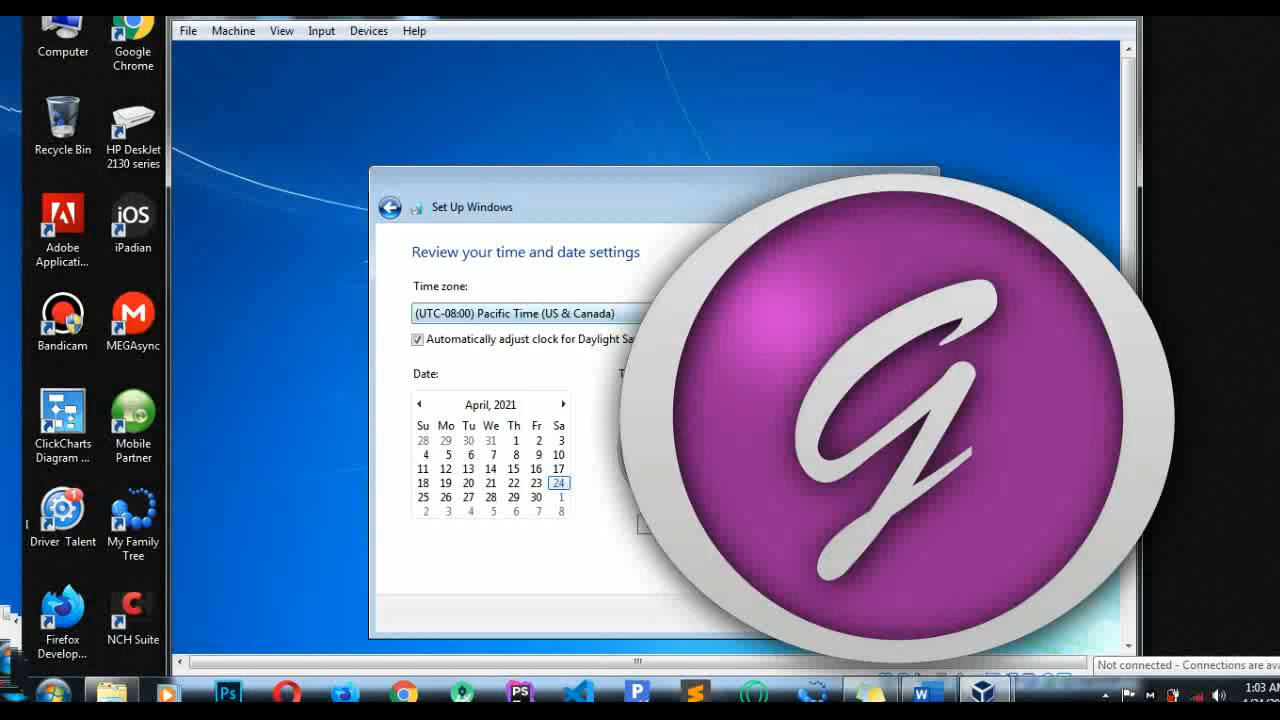 File Machine View Input Devices Help
Computer
Google
Chrome
Recycle Bin
HP DeskJet
2130 series
Adobe
Applicati...
iOS
iPadian
Bandicam
MEGAsync
ClickCharts
Diagram ...
Mobile
Partner
1
Driver Talent
My Family
Tree
Firefox
Develop...
NCH Suite
Set Up Windows
Review your time and date settings
Time zone:
(UTC-08:00) Pacific Time (US & Canada)
Automatically adjust clock for Daylight Sa
Date:
April, 2021
Su Mo Tu We Th Fr Sa
28 29 30 31 1 2 3
4 5 6 7 8 9 10
11 12 13 14 15 16 17
18 19 20 21 22 23 24
25 26 27 28 29 30 1
2 3 4 5 6 7 8
g
Not connected - Connections are av
Ps
PS
P
W
1:03 AM